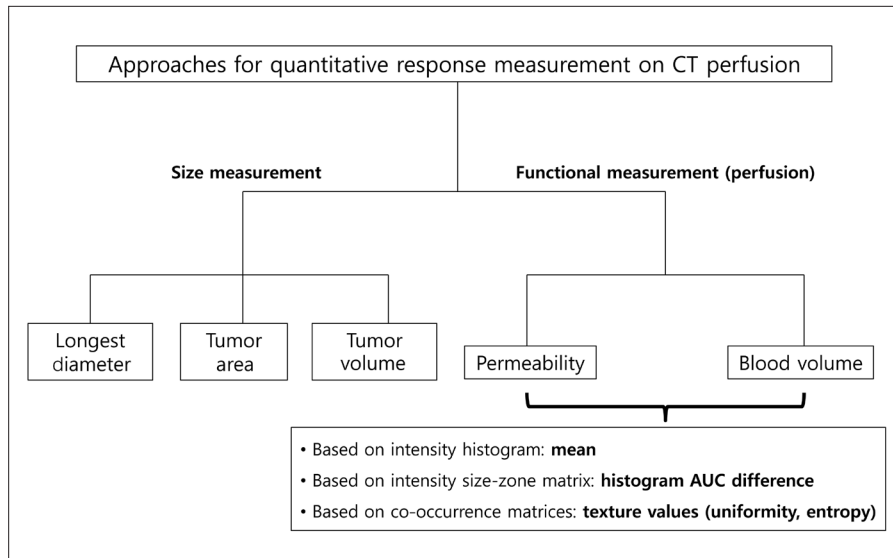 Approaches for quantitative response measurement on CT perfusion
Size measurement
Functional measurement (perfusion)
Longest
diameter
Tumor
area
Tumor
volume
Permeability
Blood volume
• Based on intensity histogram: mean
• Based on intensity size-zone matrix: histogram AUC difference
• Based on co-occurrence matrices: texture values (uniformity, entropy)